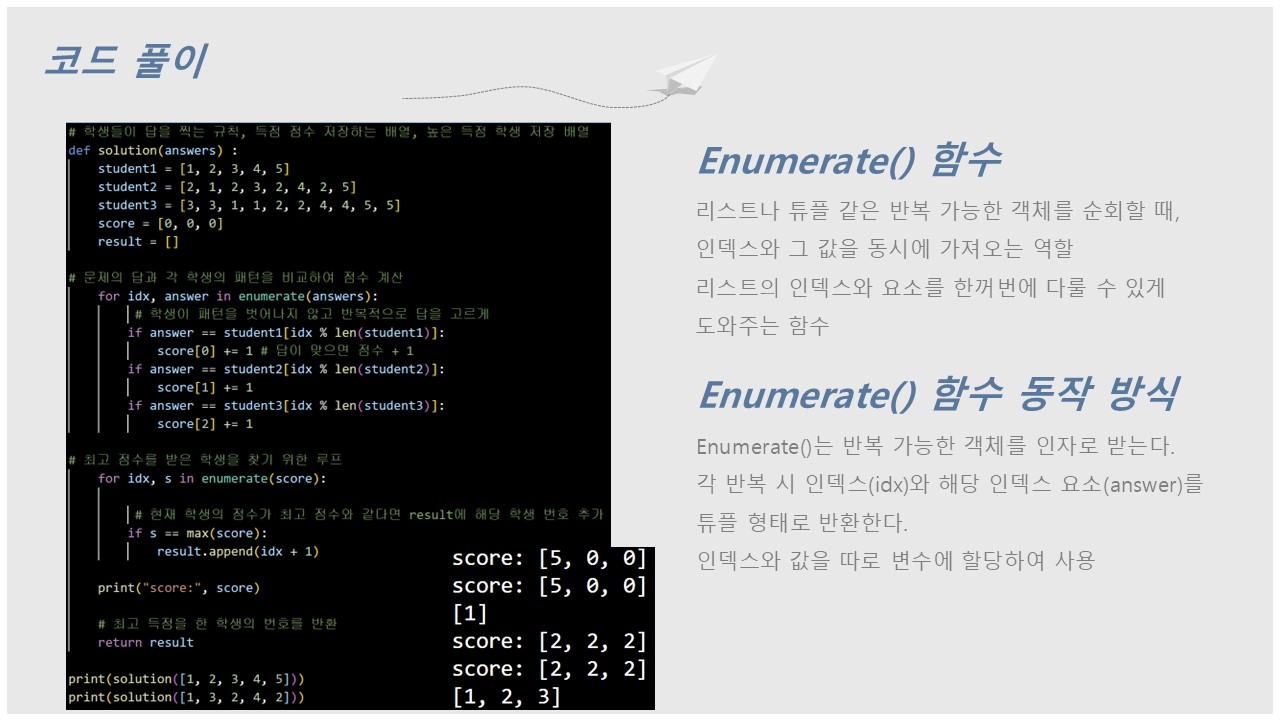 코드 풀이
# 학생들이 답을 찍는 규칙, 득점 점수 저장하는 배열, 높은 득점 학생 저장 배열
def solution(answers) :
    student1 = [1, 2, 3, 4, 5]
    student2 = [2, 1, 2, 3, 2, 4, 2, 5]
    student3 = [3, 3, 1, 1, 2, 2, 4, 4, 5, 5]
    score = [0, 0, 0]
    result = []
# 문제의 답과 각 학생의 패턴을 비교하여 점수 계산
    for idx, answer in enumerate(answers):
        # 학생이 패턴을 벗어나지 않고 반복적으로 답을 고르게
        if answer == student1[idx % len(student1)]:
            score[0] += 1 # 답이 맞으면 점수 + 1
        if answer == student2[idx % len(student2)]:
            score[1] += 1
        if answer == student3[idx % len(student3)]:
            score[2] += 1
# 최고 점수를 받은 학생을 찾기 위한 루프
    for idx, s in enumerate(score):
        # 현재 학생의 점수가 최고 점수와 같다면 result에 해당 학생 번호 추가
        if s == max(score):
            result.append(idx + 1)
    print("score:", score)
    # 최고 득점을 한 학생의 번호를 반환
    return result
print(solution([1, 2, 3, 4, 5]))
print(solution([1, 3, 2, 4, 2]))
score: [5, 0, 0]
score: [5, 0, 0]
[1]
score: [2, 2, 2]
score: [2, 2, 2]
[1, 2, 3]
Enumerate() 함수
리스트나 튜플 같은 반복 가능한 객체를 순회할 때,
인덱스와 그 값을 동시에 가져오는 역할
리스트의 인덱스와 요소를 한꺼번에 다룰 수 있게
도와주는 함수
Enumerate() 함수 동작 방식
Enumerate()는 반복 가능한 객체를 인자로 받는다.
각 반복 시 인덱스(idx)와 해당 인덱스 요소(answer)를
튜플 형태로 반환한다.
인덱스와 값을 따로 변수에 할당하여 사용